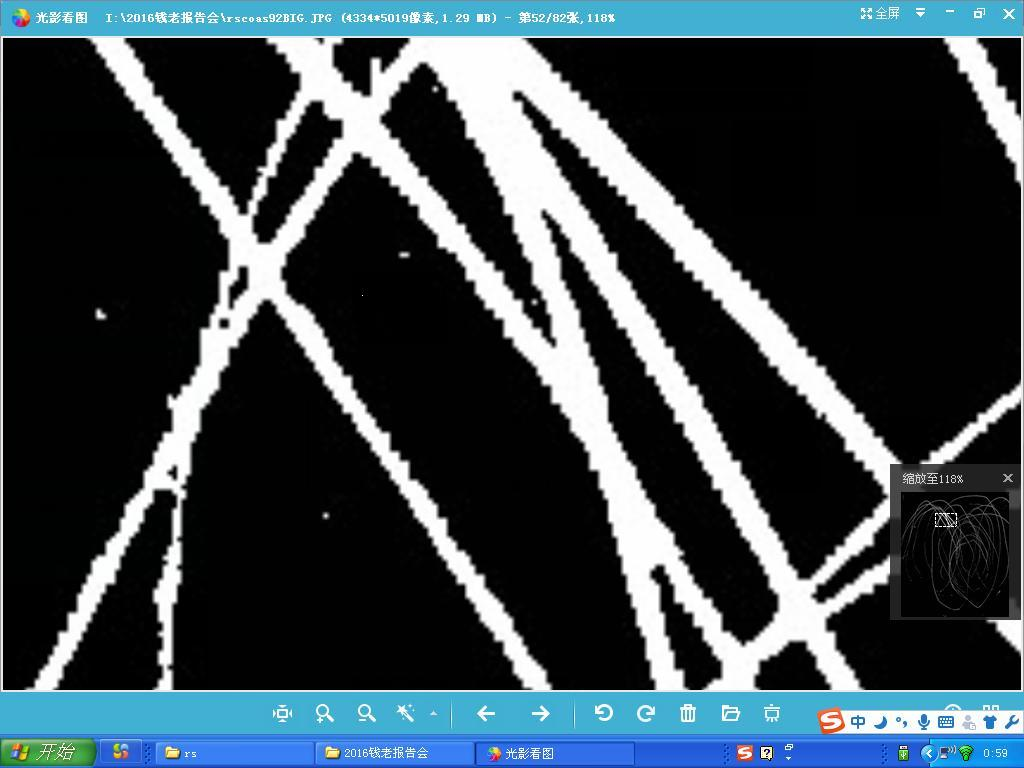 光影看图 I:\2016钱老报告会\rscoas92BIG.JPG (4334*5019像素,1.29 MB) - 第52/82张,118%
全屏
缩放至118%
中
开始
rs
2016钱老报告会
光影看图
0:59